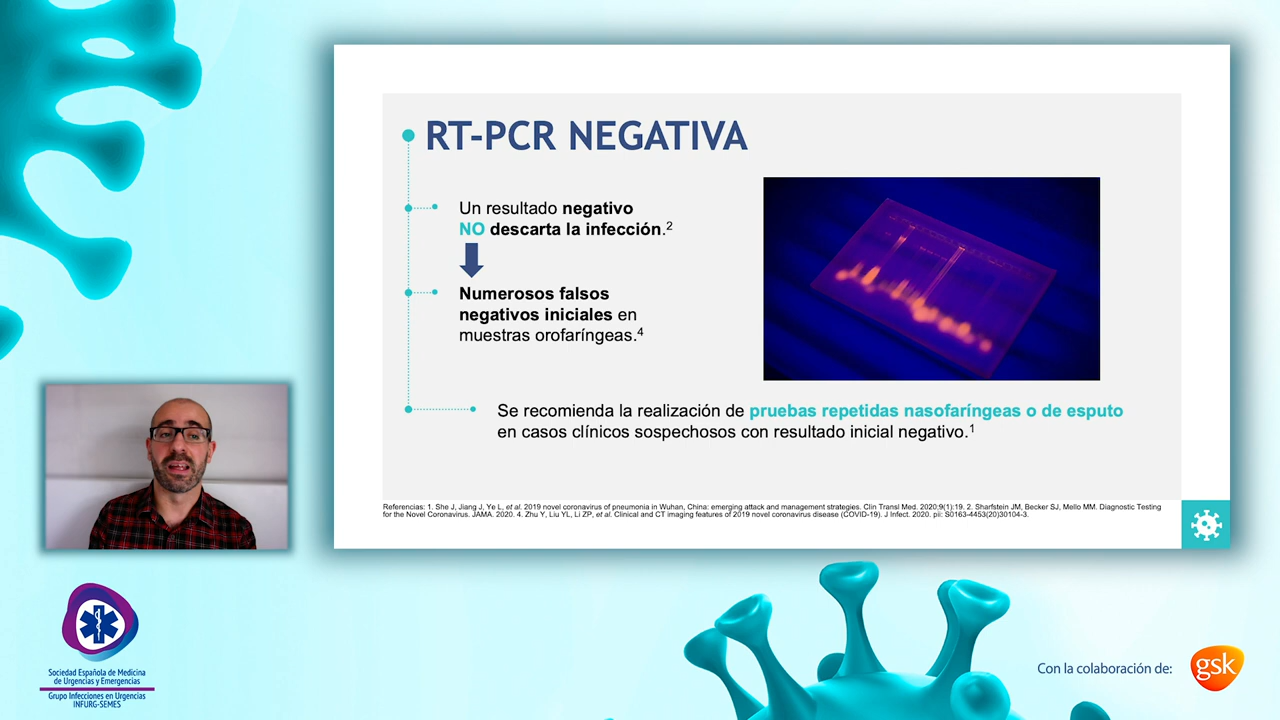 RT-PCR NEGATIVA
Un resultado negativo
NO descarta la infección.2
Numerosos falsos
negativos iniciales en
muestras orofaríngeas.4
Se recomienda la realización de pruebas repetidas nasofaríngeas o de esputo
en casos clínicos sospechosos con resultado inicial negativo.1
Referencias: 1. She J, Jiang J, Ye L, et al. 2019 novel coronavirus of pneumonia in Wuhan, China: emerging attack and management strategies. Clin Transl Med. 2020;9(1):19. 2. Sharfstein JM, Becker SJ, Mello MM. Diagnostic Testing
for the Novel Coronavirus. JAMA. 2020. 4. Zhu Y, Liu YL, Li ZP, et al. Clinical and CT imaging features of 2019 novel coronavirus disease (COVID-19). J Infect. 2020. pii: S0163-4453(20)30104-3.
Sociedad Española de Medicina
de Urgencias y Emergencias
Grupo Infecciones en Urgencias
INFURG-SEMES
Con la colaboración de:
gsk